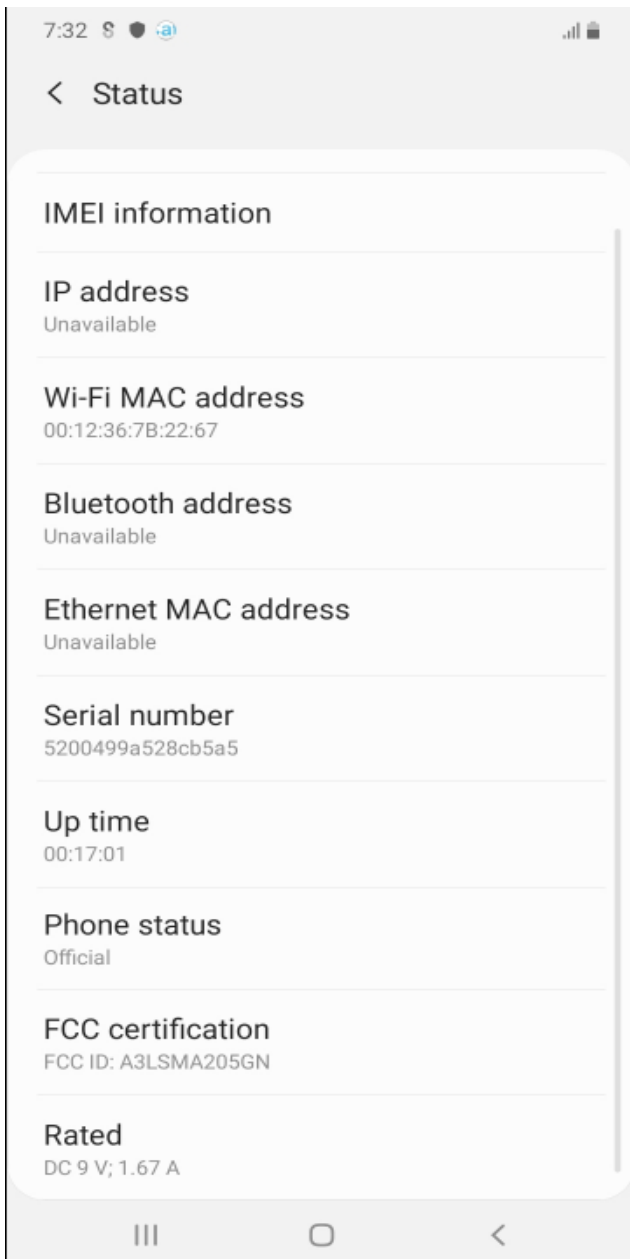 7:32
Status
IMEI information
IP address
Unavailable
Wi-Fi MAC address
00:12:36:7B:22:67
Bluetooth address
Unavailable
Ethernet MAC address
Unavailable
Serial number
5200499a528cb5a5
Up time
00:17:01
Phone status
Official
FCC certification
FCC ID: A3LSMA205GN
Rated
DC 9 V; 1.67 A